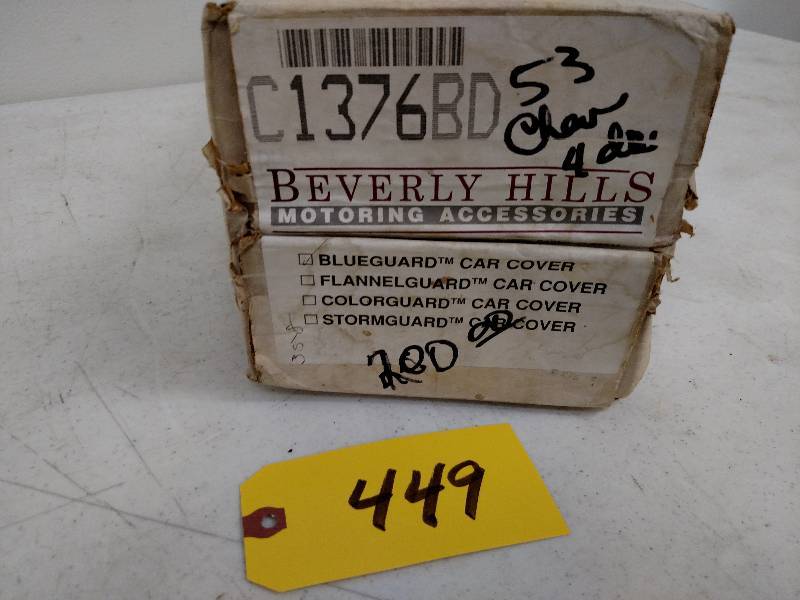 C1376BD
53
Chev
4
BEVERLY HILLS
MOTORING ACCESSORIES
☑ BLUEGUARD™ CAR COVER
☐ FLANNELGUARD™ CAR COVER
☐ COLORGUARD™ CAR COVER
☐ STORMGUARD™ CAR COVER
449